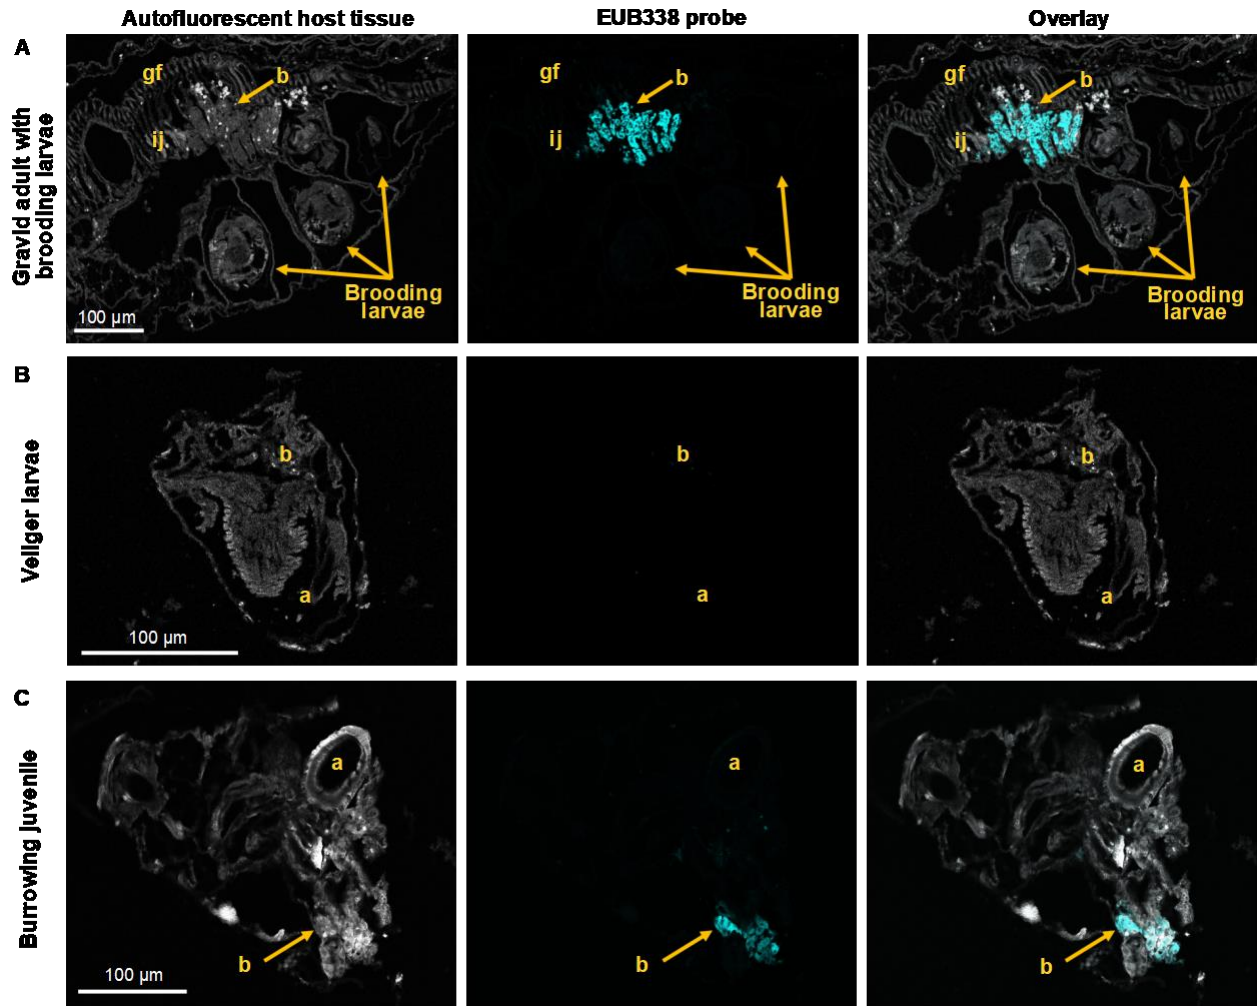 Autofluorescent host tissue
EUB338 probe
Overlay
A
Gravid adult with
brooding larvae
gf
b
ij
Brooding
larvae
100 µm
gf
b
ij
Brooding
larvae
gf
b
ij
Brooding
larvae
B
Veliger larvae
b
a
100 µm
b
a
b
a
C
Burrowing juvenile
a
b
100 µm
a
b
a
b